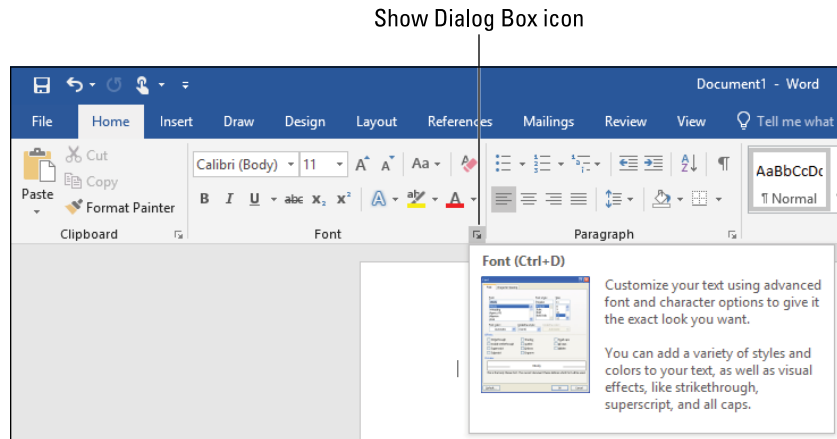 Show Dialog Box icon
Document1 - Word
File Home Insert Draw Design Layout References Mailings Review View Tell me what
Cut
Copy
Paste
Format Painter
Calibri (Body) 11 A A Aa
B I U abc X₂ X² A ab A
AaBbCcDc
¶ Normal
Clipboard Font Paragraph
Font (Ctrl+D)
Customize your text using advanced
font and character options to give it
the exact look you want.
You can add a variety of styles and
colors to your text, as well as visual
effects, like strikethrough,
superscript, and all caps.